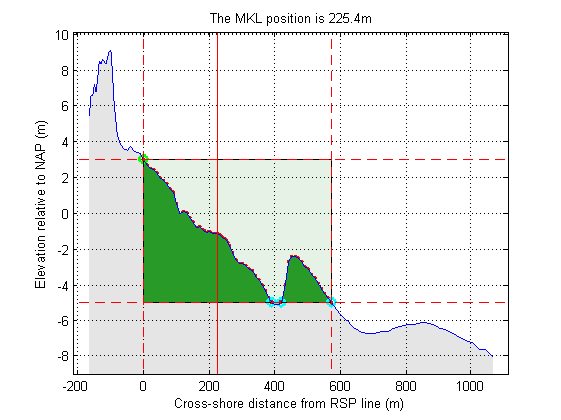 The MKL position is 225.4m
Elevation relative to NAP (m)
10
8
6
4
2
0
-2
-4
-6
-8
-200 0 200 400 600 800 1000
Cross-shore distance from RSP line (m)